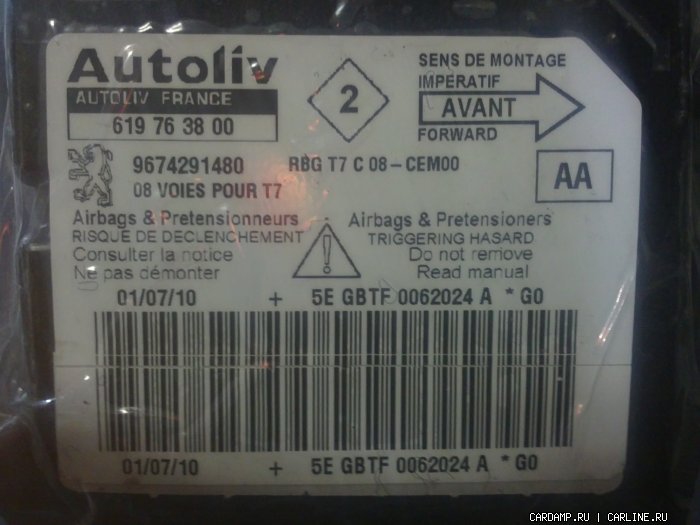 Autoliv
AUTOLIV FRANCE
619 76 38 00
2
SENS DE MONTAGE
IMPERATIF
AVANT
FORWARD
9674291480
RBG T7 C 08-CEM00
08 VOIES POUR T7
AA
Airbags & Pretensionneurs
RISQUE DE DECLENCHEMENT
Consulter la notice
Ne pas démonter
Airbags & Pretensioners
TRIGGERING HASARD
Do not remove
Read manual
01/07/10 + 5E GBTF 0062024 A *G0
01/07/10 + 5E GBTF 0062024 A *G0
CARDAMP.RU | CARLINE.RU